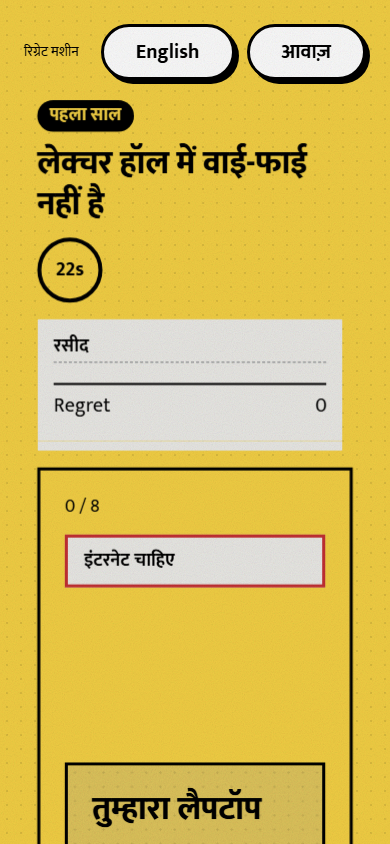 रिग्रेट मशीन
English
आवाज़
पहला साल
लेक्चर हॉल में वाई-फाई
नहीं है
22s
रसीद
Regret 0
0 / 8
इंटरनेट चाहिए
तुम्हारा लैपटॉप